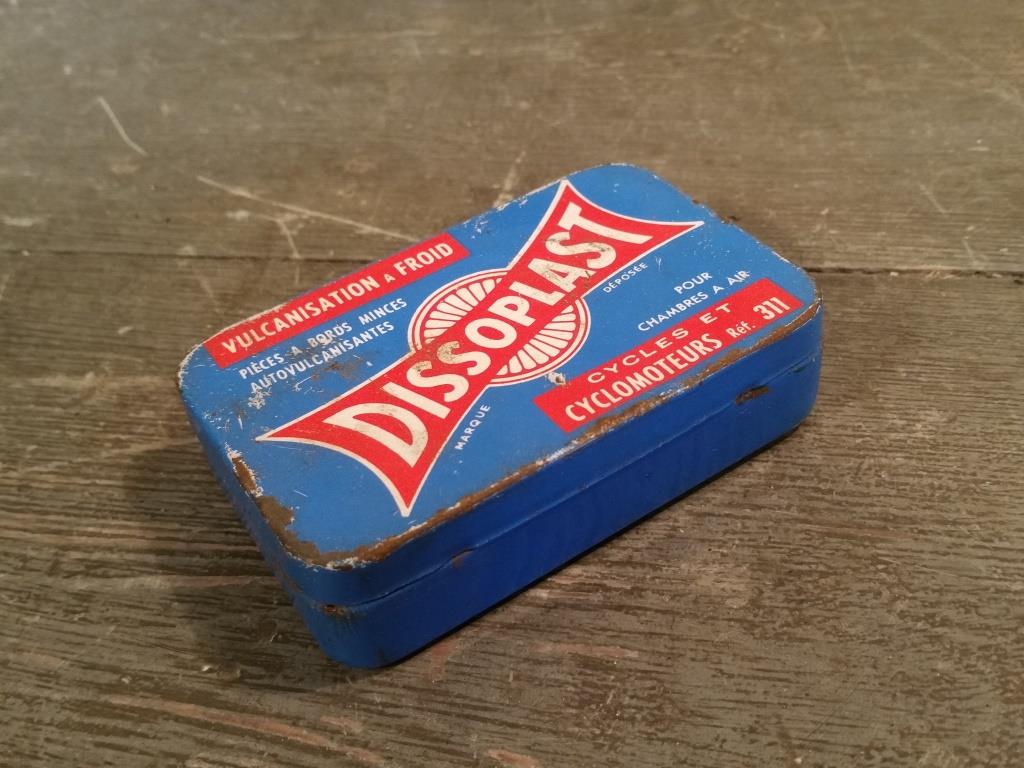 VULCANISATION A FROID
PIÈCES A BORDS MINCES
AUTOVULCANISANTES
DISSOPLAST
MARQUE DÉPOSÉE
POUR
CHAMBRES A AIR
CYCLES ET
CYCLOMOTEURS Réf. 311